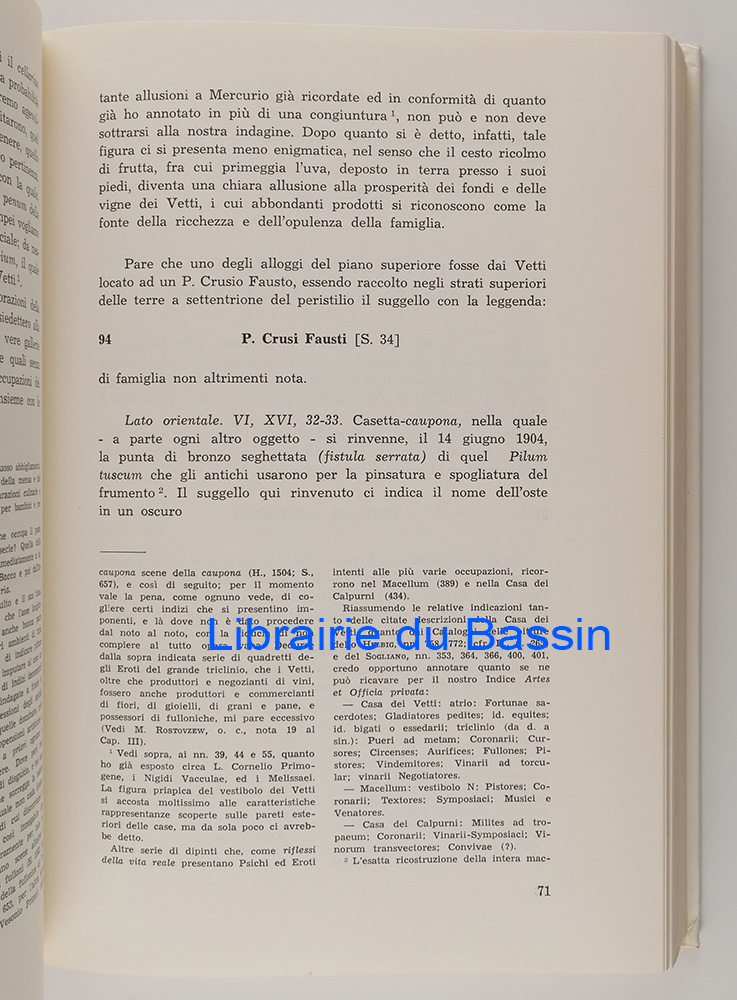 tante allusioni a Mercurio già ricordate ed in conformità di quanto
già ho annotato in più di una congiuntura ¹, non può e non deve
sottrarsi alla nostra indagine. Dopo quanto si è detto, infatti, tale
figura ci si presenta meno enigmatica, nel senso che il cesto ricolmo
di frutta, fra cui primeggia l'uva, deposto in terra presso i suoi
piedi, diventa una chiara allusione alla prosperità dei fondi e delle
vigne dei Vetti, i cui abbondanti prodotti si riconoscono come la
fonte della ricchezza e dell'opulenza della famiglia.
Pare che uno degli alloggi del piano superiore fosse dai Vetti
locato ad un P. Crusio Fausto, essendo raccolto negli strati superiori
delle terre a settentrione del peristilio il suggello con la leggenda:
94 P. Crusi Fausti [S. 34]
di famiglia non altrimenti nota.
Lato orientale. VI, XVI, 32-33. Casetta-caupona, nella quale
- a parte ogni altro oggetto - si rinvenne, il 14 giugno 1904,
la punta di bronzo seghettata (fistula serrata) di quel Pilum
tuscum che gli antichi usarono per la pinsatura e spogliatura del
frumento ². Il suggello qui rinvenuto ci indica il nome dell'oste
in un oscuro
caupona scene della caupona (H., 1504; S.,
657), e così di seguito; per il momento
vale la pena, come ognuno vede, di co-
gliere certi indizi che si presentino im-
ponenti, e là dove non è dato procedere
dal noto al noto, con la
compiere al tutto
dalla sopra indicata serie di quadretti de-
gli Eroti del grande triclinio, che i Vetti,
oltre che produttori e negozianti di vini,
fossero anche produttori e commercianti
di fiori, di gioielli, di grani e pane, e
possessori di fulloniche, mi pare eccessivo
(Vedi M. ROSTOVZEW, o. c., nota 19 al
Cap. III).
¹ Vedi sopra, ai nn. 39, 44 e 55, quanto
ho già esposto circa L. Cornelio Primo-
gene, i Nigidi Vacculae, ed i Melissaei.
La figura priapica del vestibolo dei Vetti
si accosta moltissimo alle caratteristiche
rappresentanze scoperte sulle pareti este-
riori delle case, ma da sola poco ci avreb-
be detto.
Altre serie di dipinti che, come riflessi
della vita reale presentano Psichi ed Eroti
intenti alle più varie occupazioni, ricor-
rono nel Macellum (389) e nella Casa dei
Calpurni (434).
Riassumendo le relative indicazioni tan-
to delle citate descrizioni della Casa dei
e del SOGLIANO, nn. 353, 364, 366, 400, 401,
credo opportuno annotare quanto se ne
può ricavare per il nostro Indice Artes
et Officia privata:
— Casa dei Vetti: atrio: Fortunae sa-
cerdotes; Gladiatores pedites; id. equites;
id. bigati o essedarii; triclinio (da d. a
sin.): Pueri ad metam; Coronarii; Cur-
sores; Circenses; Aurifices; Fullones; Pi-
stores; Vindemitores; Vinarii ad torcu-
lar; vinarii Negotiatores.
— Macellum: vestibolo N: Pistores; Co-
ronarii; Textores; Symposiaci; Musici e
Venatores.
— Casa dei Calpurni: Milites ad tro-
paeum; Coronarii; Vinarii-Symposiaci; Vi-
norum transvectores; Convivae (?).
² L'esatta ricostruzione della intera mac-
71
Librairie du Bassin